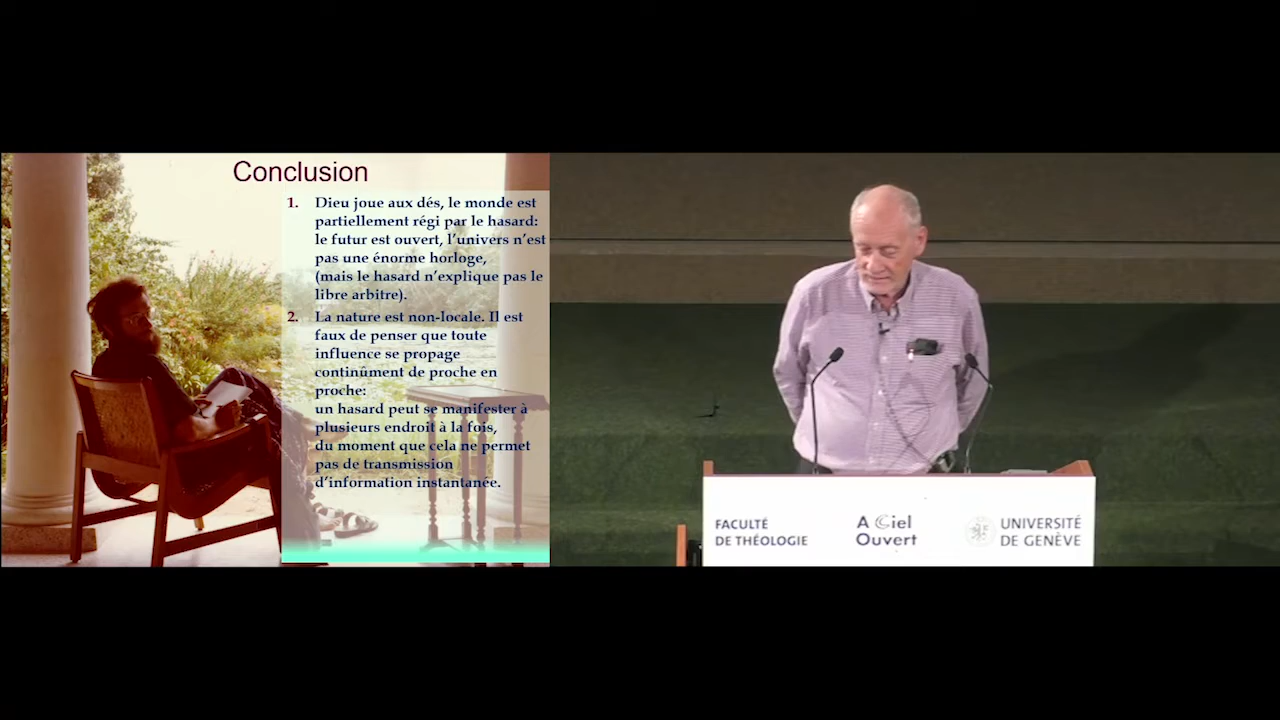 Conclusion
1. Dieu joue aux dés, le monde est
partiellement régi par le hasard:
le futur est ouvert, l'univers n'est
pas une énorme horloge,
(mais le hasard n'explique pas le
libre arbitre).
2. La nature est non-locale. Il est
faux de penser que toute
influence se propage
continûment de proche en
proche:
un hasard peut se manifester à
plusieurs endroit à la fois,
du moment que cela ne permet
pas de transmission
d'information instantanée.
FACULTÉ
DE THÉOLOGIE
A Ciel
Ouvert
UNIVERSITÉ
DE GENÈVE